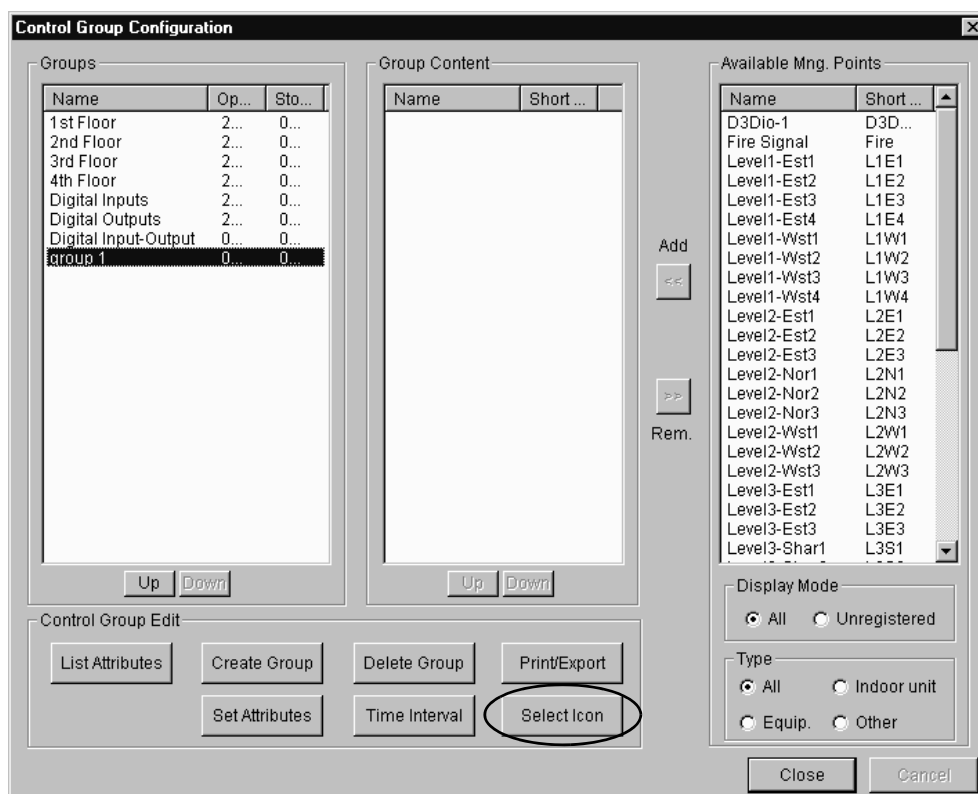 Control Group Configuration
Groups
Name Op... Sto...
1st Floor 2... 0...
2nd Floor 2... 0...
3rd Floor 2... 0...
4th Floor 2... 0...
Digital Inputs 2... 0...
Digital Outputs 2... 0...
Digital Input-Output 0... 0...
group 1 0... 0...
Up Down
Group Content
Name Short ...
Up Down
Add
<<
>>
Rem.
Available Mng. Points
Name Short ...
D3Dio-1 D3D...
Fire Signal Fire
Level1-Est1 L1E1
Level1-Est2 L1E2
Level1-Est3 L1E3
Level1-Est4 L1E4
Level1-Wst1 L1W1
Level1-Wst2 L1W2
Level1-Wst3 L1W3
Level1-Wst4 L1W4
Level2-Est1 L2E1
Level2-Est2 L2E2
Level2-Est3 L2E3
Level2-Nor1 L2N1
Level2-Nor2 L2N2
Level2-Nor3 L2N3
Level2-Wst1 L2W1
Level2-Wst2 L2W2
Level2-Wst3 L2W3
Level3-Est1 L3E1
Level3-Est2 L3E2
Level3-Est3 L3E3
Level3-Shar1 L3S1
Display Mode
All Unregistered
Type
All Indoor unit
Equip. Other
Control Group Edit
List Attributes Create Group Delete Group Print/Export
Set Attributes Time Interval Select Icon
Close Cancel